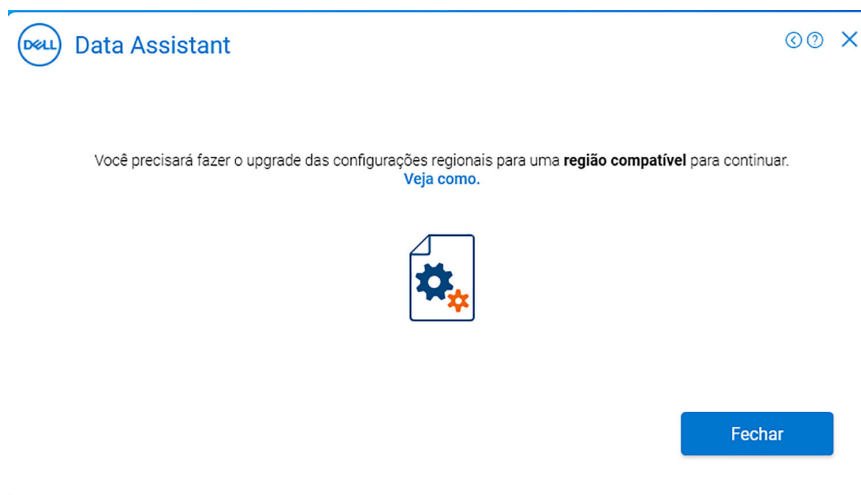 DELL Data Assistant
Você precisará fazer o upgrade das configurações regionais para uma região compatível para continuar.
Veja como.
Fechar